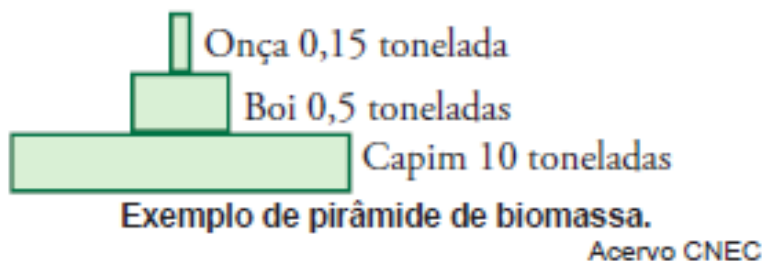 Onça 0,15 tonelada
Boi 0,5 toneladas
Capim 10 toneladas
Exemplo de pirâmide de biomassa.
Acervo CNEC